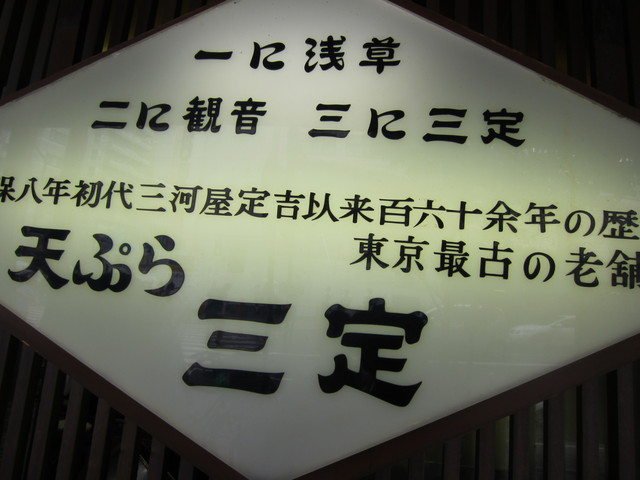 一に浅草
二に観音 三に三定
保八年初代三河屋定吉以来百六十余年の歴
東京最古の老舗
天ぷら
三定